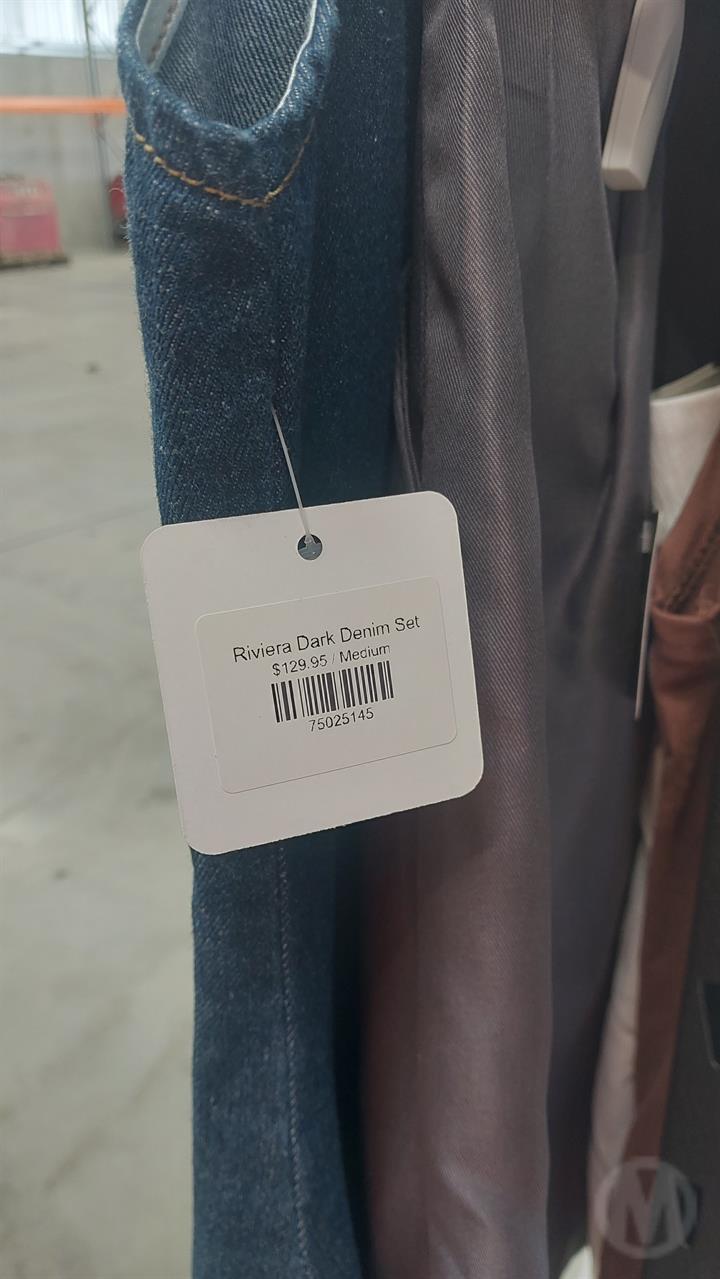 Riviera Dark Denim Set
$129.95 / Medium
75025145
M